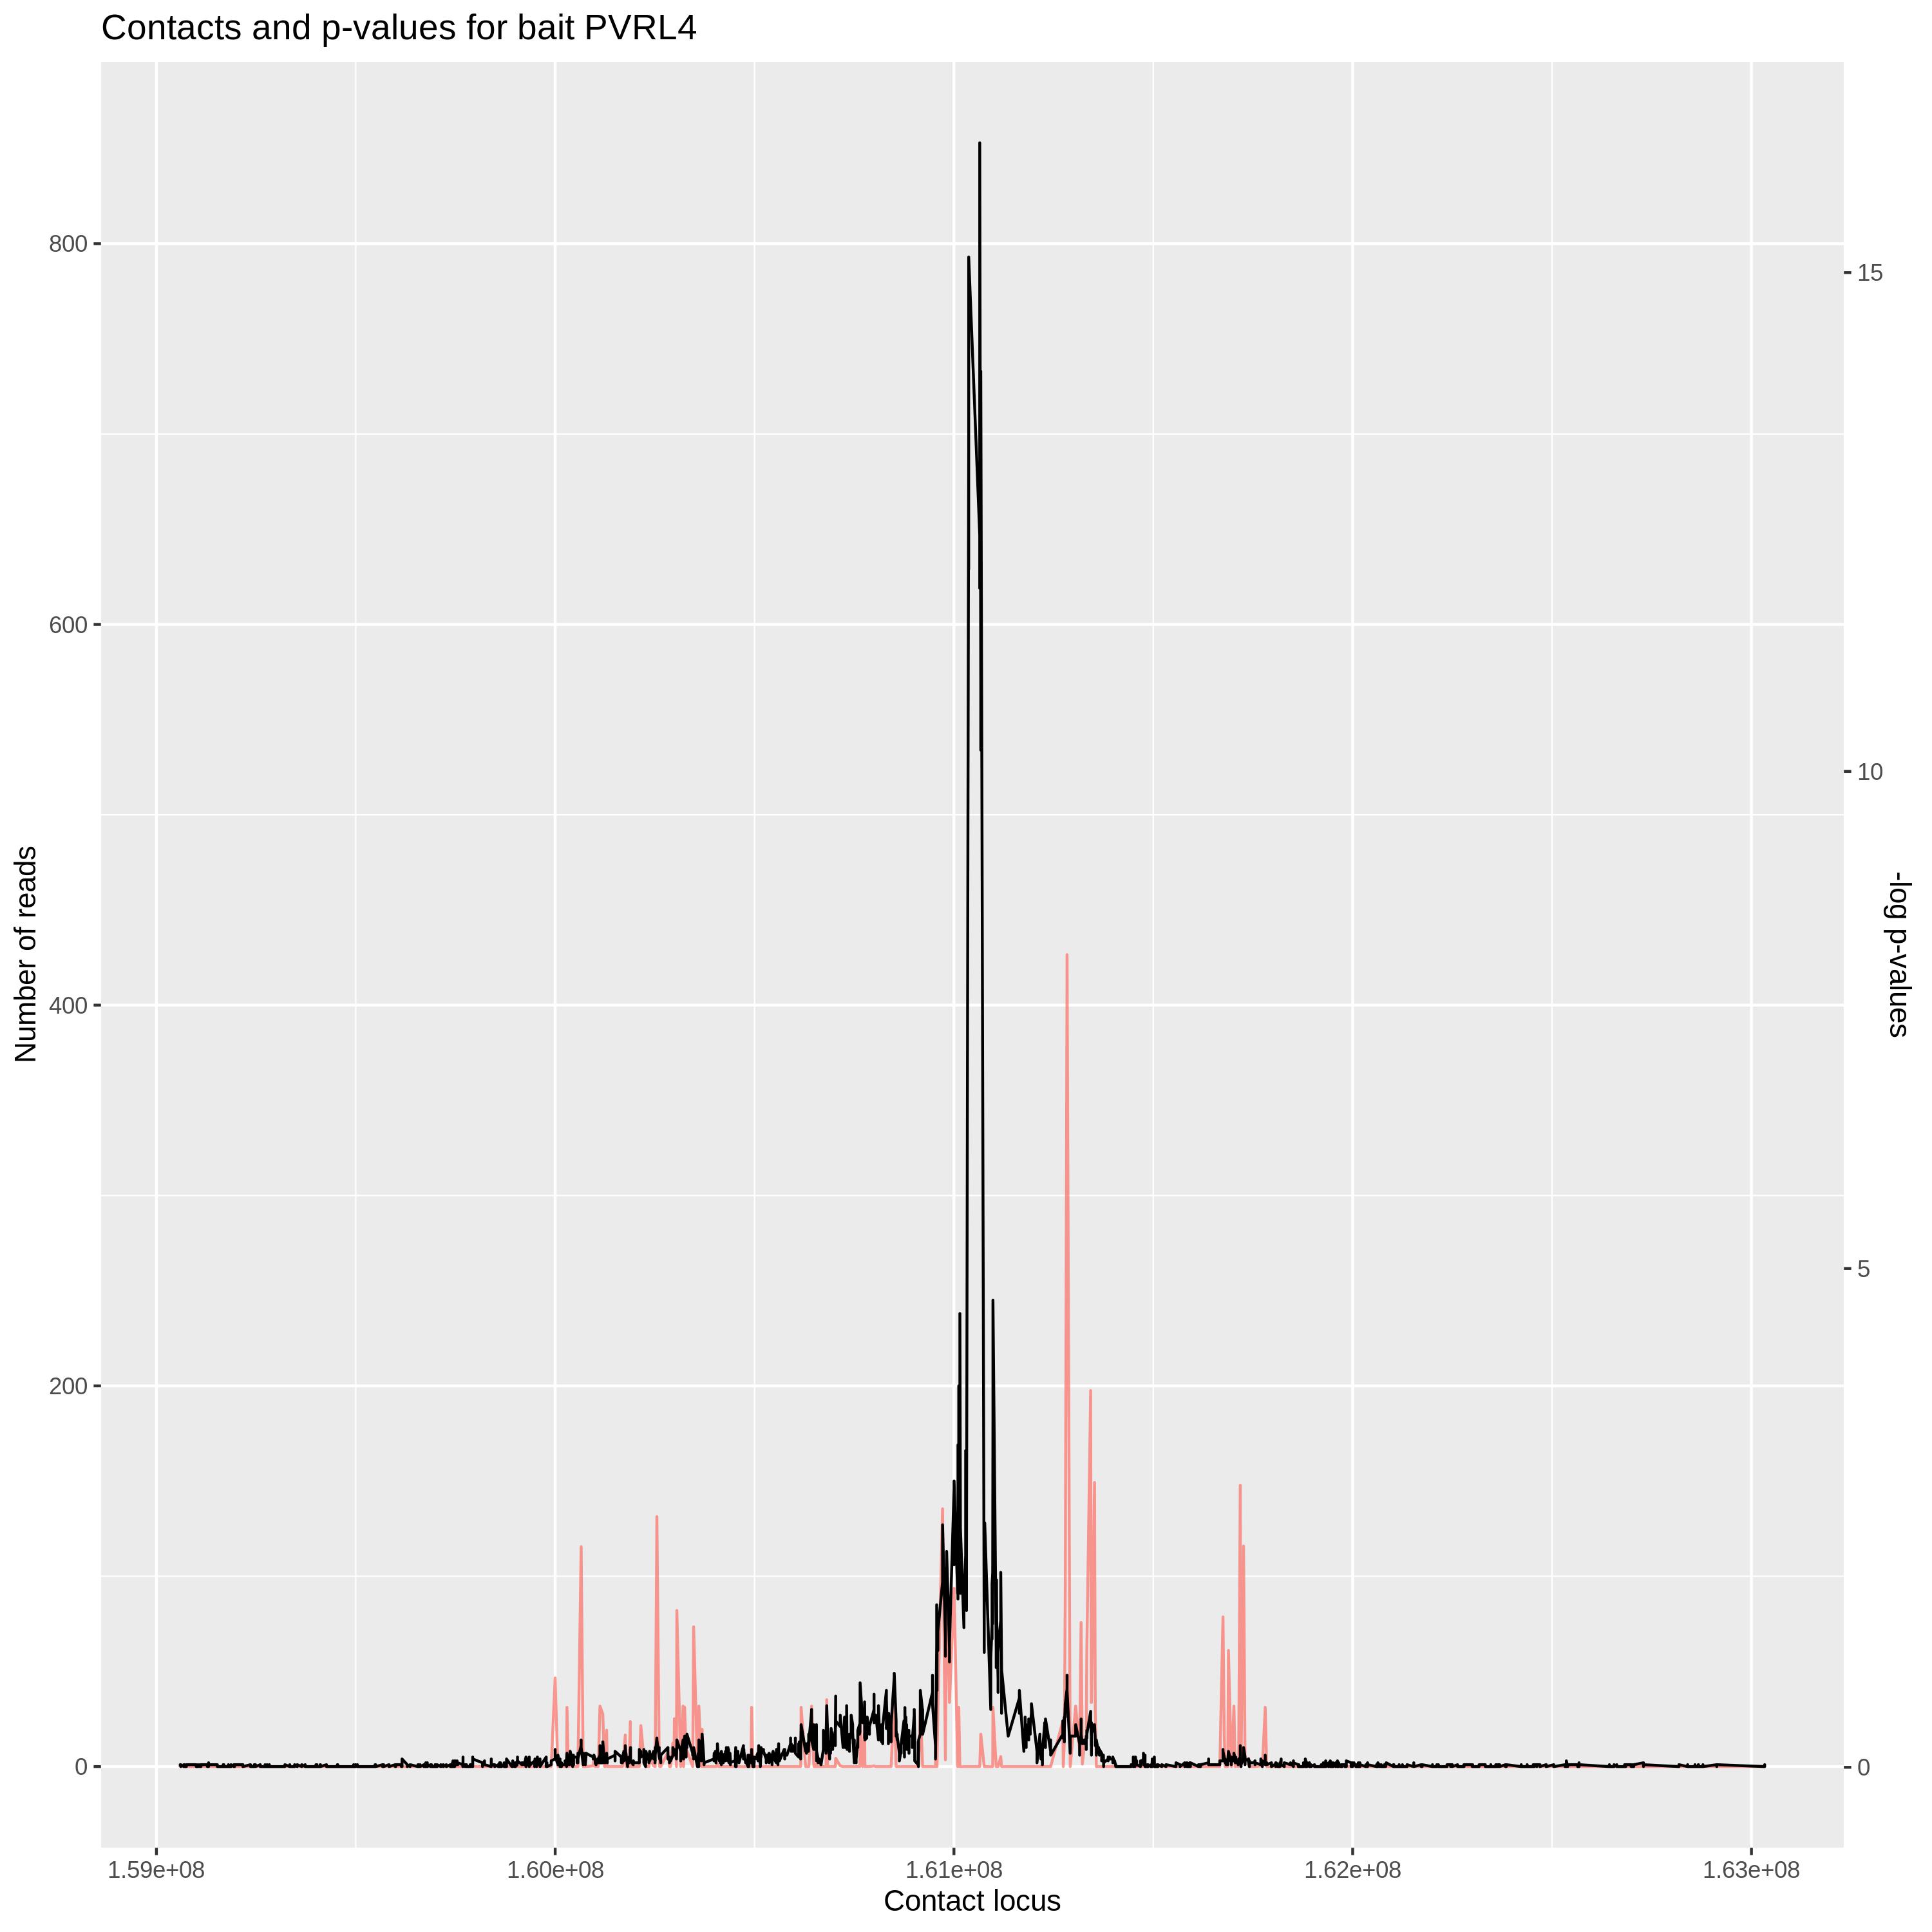 Contacts and p-values for bait PVRL4
Number of reads
800
600
400
200
0
15
10
5
0
-log p-values
1.59e+08
1.60e+08
1.61e+08
1.62e+08
1.63e+08
Contact locus